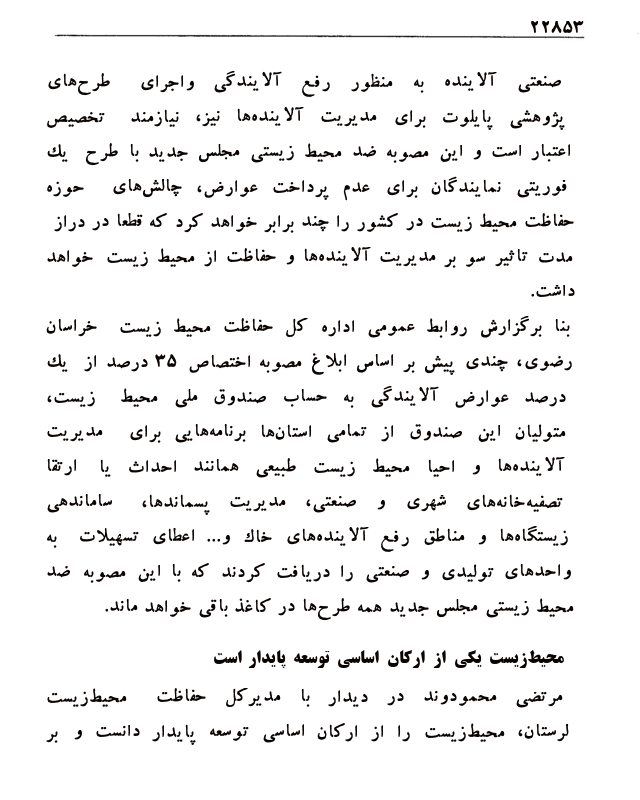 ۲۲۸۵۳
صنعتی آلاینده به منظور رفع آلایندگی واجرای طرح‌های
پژوهشی پایلوت برای مدیریت آلاینده‌ها نیز، نیازمند تخصیص
اعتبار است و این مصوبه ضد محیط زیستی مجلس جدید با طرح یك
فوریتی نمایندگان برای عدم پرداخت عوارض، چالش‌های حوزه
حفاظت محیط زیست در کشور را چند برابر خواهد کرد که قطعا در دراز
مدت تاثیر سو بر مدیریت آلاینده‌ها و حفاظت از محیط زیست خواهد
داشت.
بنا برگزارش روابط عمومی اداره کل حفاظت محیط زیست خراسان
رضوی، چندی پیش بر اساس ابلاغ مصوبه اختصاص ۳۵ درصد از یك
درصد عوارض آلایندگی به حساب صندوق ملی محیط زیست،
متولیان این صندوق از تمامی استان‌ها برنامه‌هایی برای مدیریت
آلاینده‌ها و احیا محیط زیست طبیعی همانند احداث یا ارتقا
تصفیه‌خانه‌های شهری و صنعتی، مدیریت پسماندها، ساماندهی
زیستگاه‌ها و مناطق رفع آلاینده‌های خاك و... اعطای تسهیلات به
واحدهای تولیدی و صنعتی را دریافت کردند که با این مصوبه ضد
محیط زیستی مجلس جدید همه طرح‌ها در کاغذ باقی خواهد ماند.
محیط‌زیست یکی از ارکان اساسی توسعه پایدار است
مرتضی محمودوند در دیدار با مدیرکل حفاظت محیط‌زیست
لرستان، محیط‌زیست را از ارکان اساسی توسعه پایدار دانست و بر